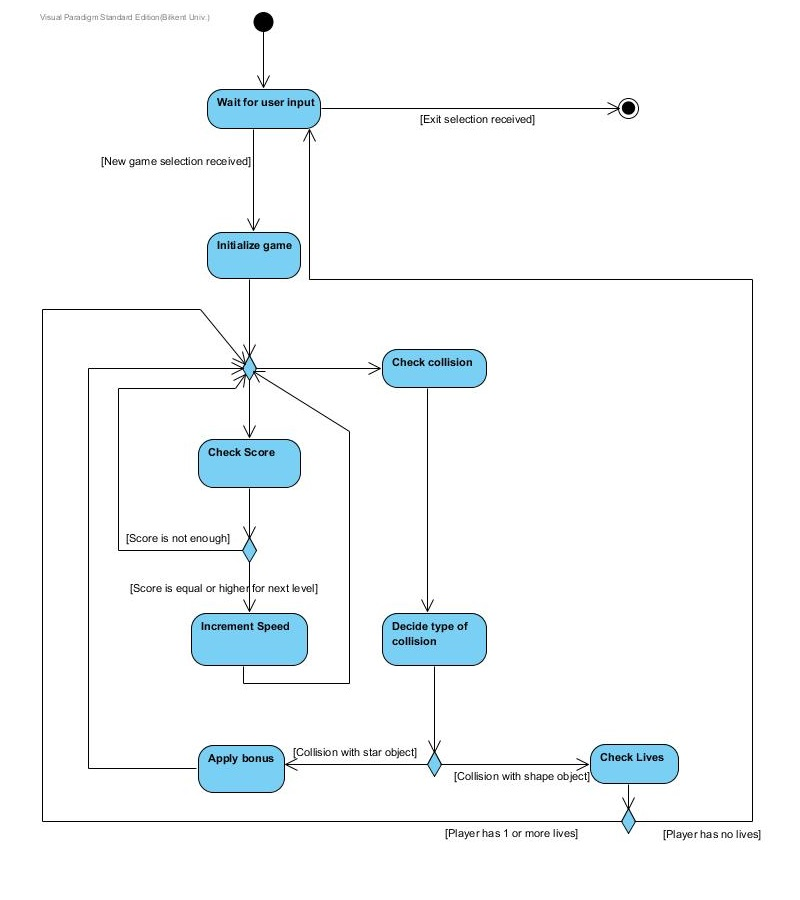 Visual Paradigm Standard Edition(Bilkent Univ.)
Wait for user input
[Exit selection received]
[New game selection received]
Initialize game
Check collision
Check Score
[Score is not enough]
[Score is equal or higher for next level]
Increment Speed
Decide type of
collision
[Collision with star object]
Apply bonus
Check Lives
[Collision with shape object]
[Player has 1 or more lives]
[Player has no lives]